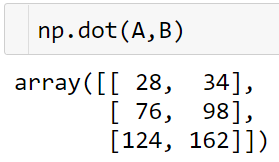 np.dot(A,B)
array([[ 28,  34],
       [ 76,  98],
       [124, 162]])